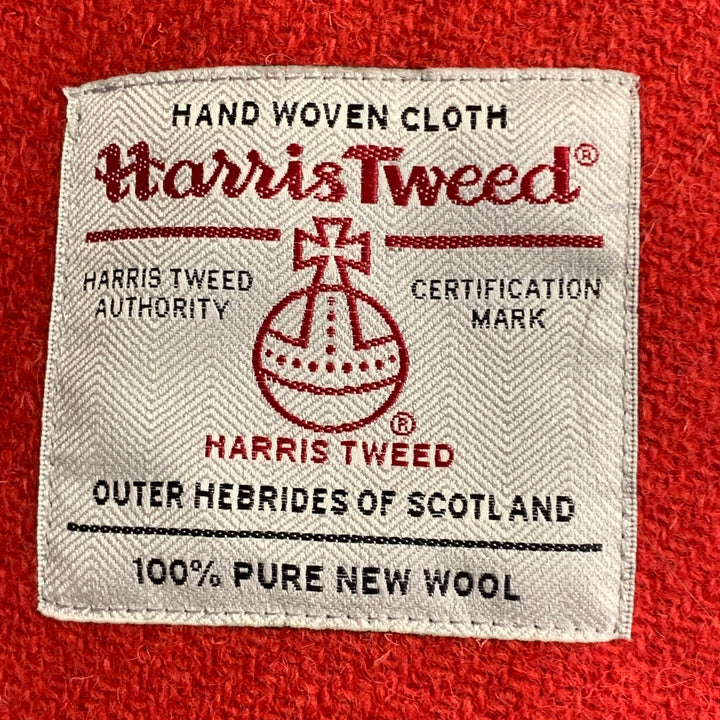 HAND WOVEN CLOTH
Harris Tweed®
HARRIS TWEED
AUTHORITY
CERTIFICATION
MARK
®
HARRIS TWEED
OUTER HEBRIDES OF SCOTLAND
100% PURE NEW WOOL